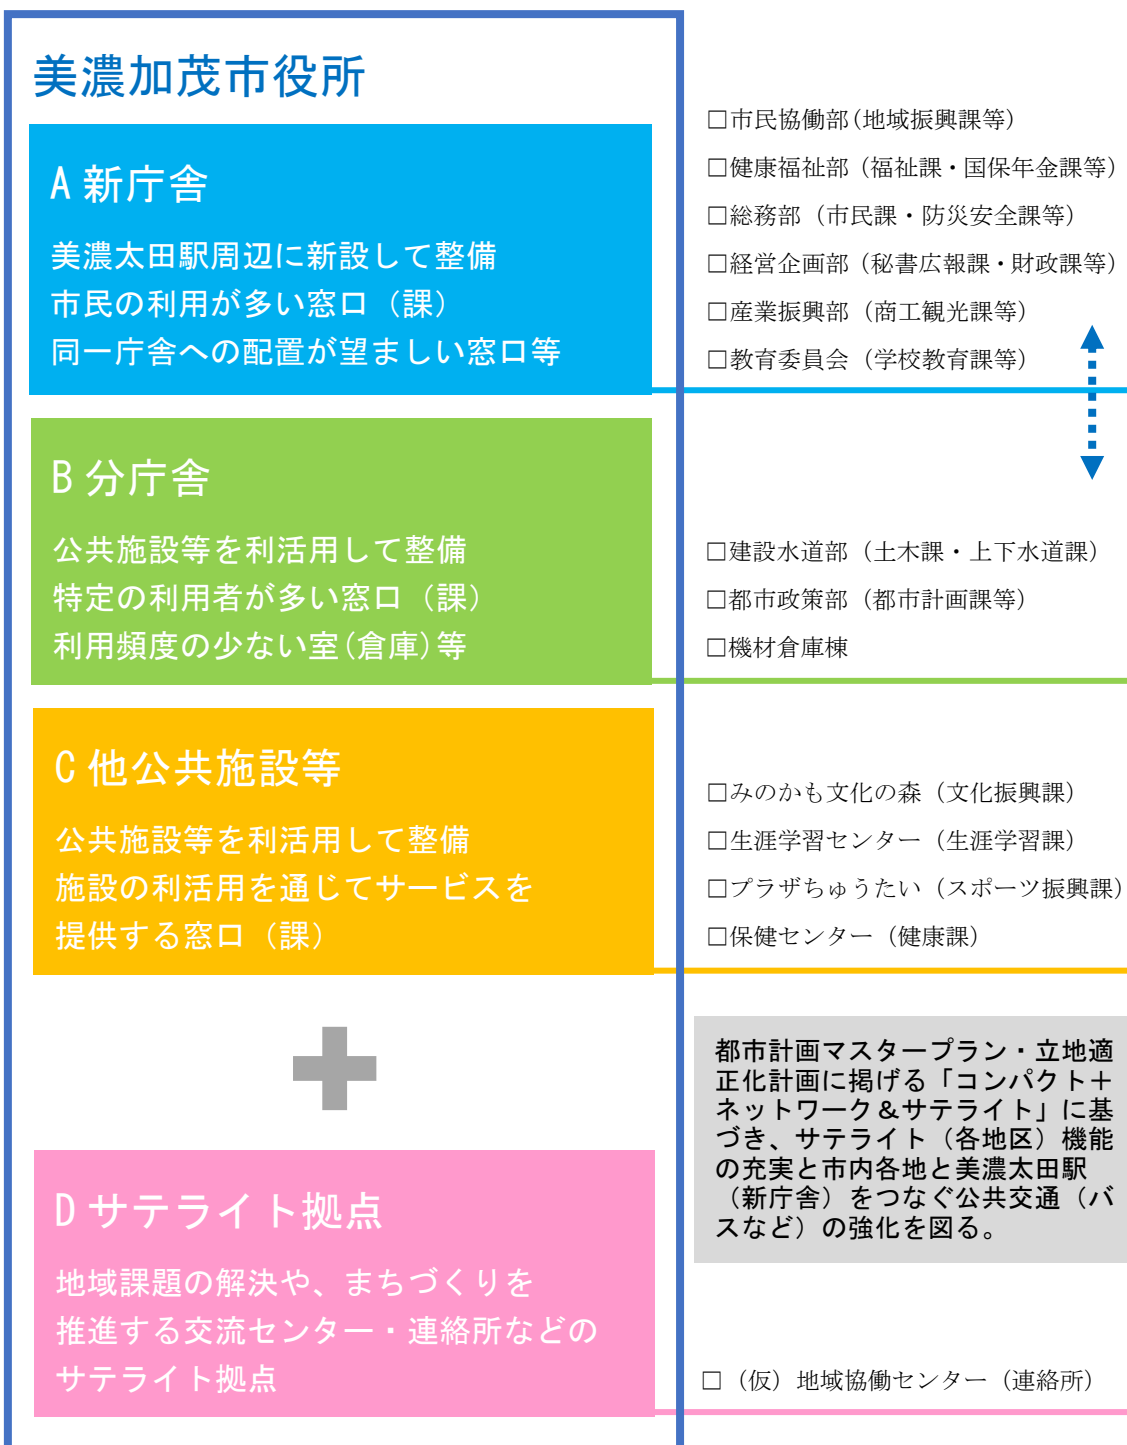 美濃加茂市役所
A 新庁舎
美濃太田駅周辺に新設して整備
市民の利用が多い窓口（課）
同一庁舎への配置が望ましい窓口等
□市民協働部(地域振興課等）
□健康福祉部（福祉課・国保年金課等）
□総務部（市民課・防災安全課等）
□経営企画部（秘書広報課・財政課等）
□産業振興部（商工観光課等）
□教育委員会（学校教育課等）
B 分庁舎
公共施設等を利活用して整備
特定の利用者が多い窓口（課）
利用頻度の少ない室(倉庫)等
□建設水道部（土木課・上下水道課）
□都市政策部（都市計画課等）
□機材倉庫棟
C 他公共施設等
公共施設等を利活用して整備
施設の利活用を通じてサービスを
提供する窓口（課）
□みのかも文化の森（文化振興課）
□生涯学習センター（生涯学習課）
□プラザちゅうたい（スポーツ振興課）
□保健センター（健康課）
都市計画マスタープラン・立地適
正化計画に掲げる「コンパクト＋
ネットワーク＆サテライト」に基
づき、サテライト（各地区）機能
の充実と市内各地と美濃太田駅
（新庁舎）をつなぐ公共交通（バ
スなど）の強化を図る。
D サテライト拠点
地域課題の解決や、まちづくりを
推進する交流センター・連絡所などの
サテライト拠点
□（仮）地域協働センター（連絡所）